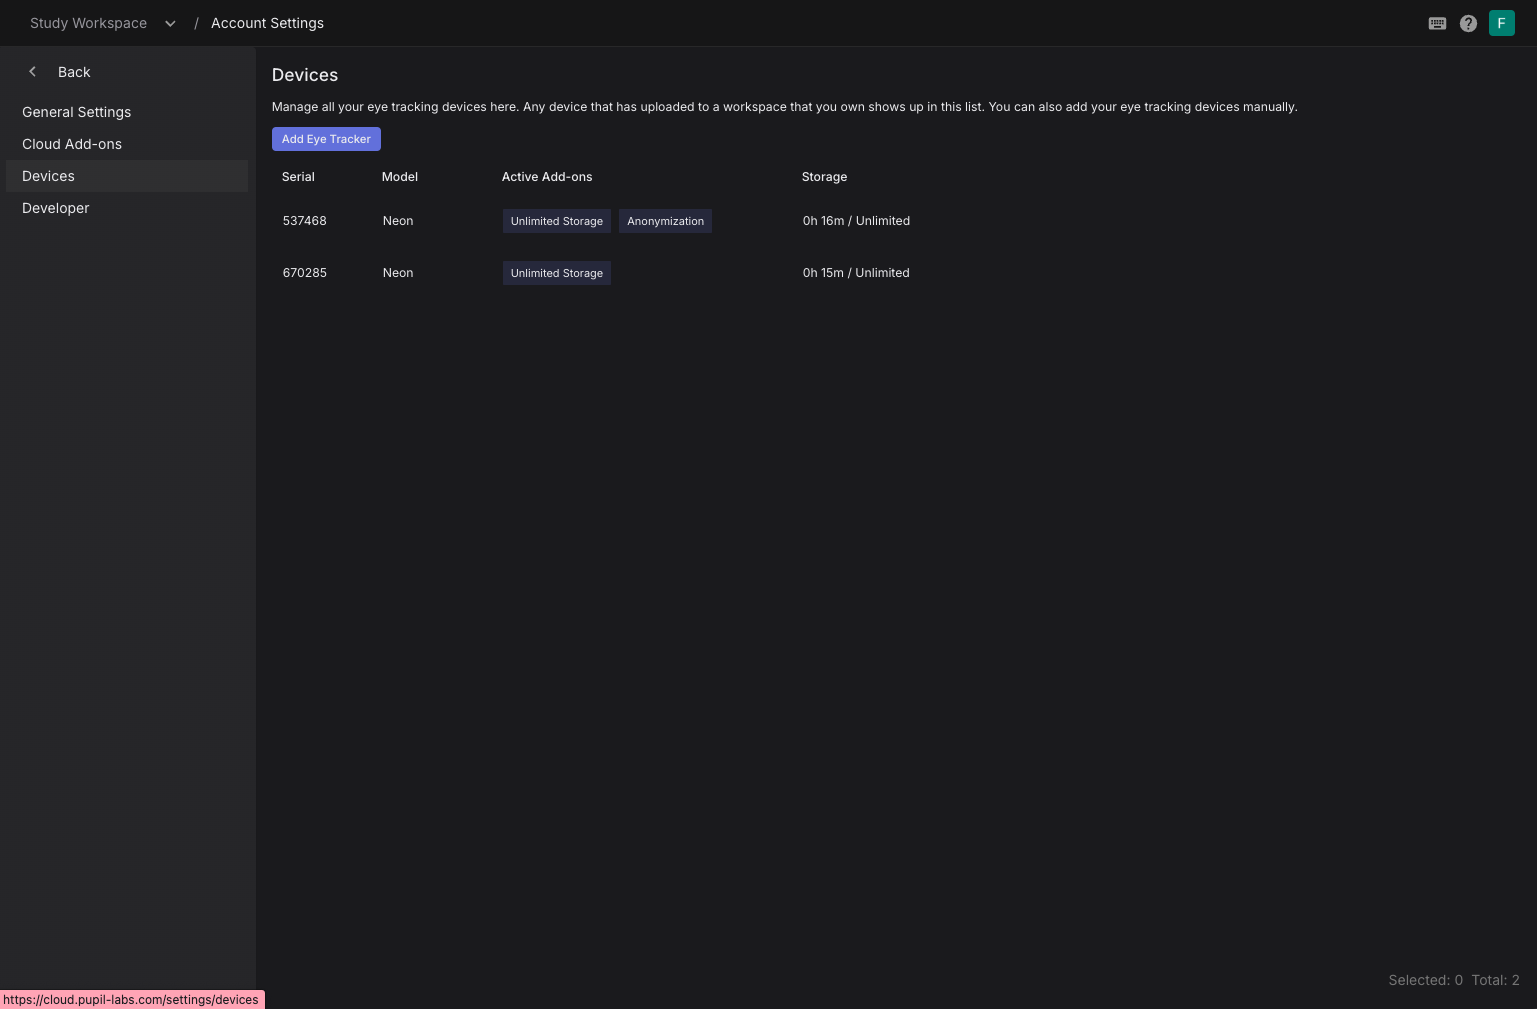 Study Workspace / Account Settings
F
Back
General Settings
Cloud Add-ons
Devices
Developer
Devices
Manage all your eye tracking devices here. Any device that has uploaded to a workspace that you own shows up in this list. You can also add your eye tracking devices manually.
Add Eye Tracker
Serial Model Active Add-ons Storage
537468 Neon Unlimited Storage Anonymization 0h 16m / Unlimited
670285 Neon Unlimited Storage 0h 15m / Unlimited
Selected: 0 Total: 2
https://cloud.pupil-labs.com/settings/devices